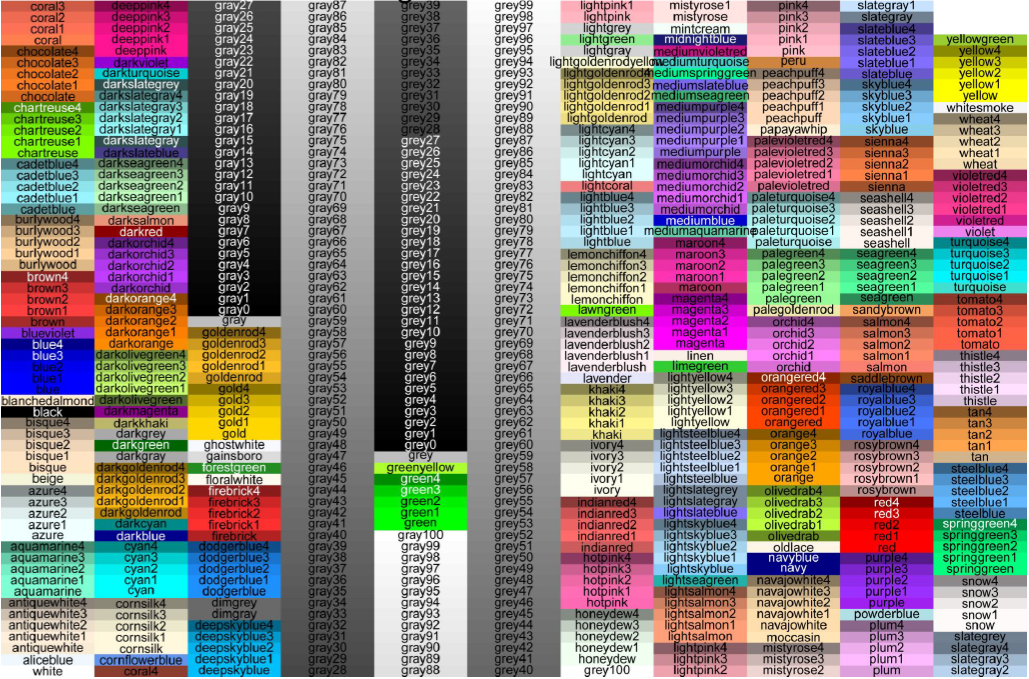 coral3
coral2
coral1
coral
chocolate4
chocolate3
chocolate2
chocolate1
chocolate
chartreuse4
chartreuse3
chartreuse2
chartreuse1
chartreuse
cadetblue4
cadetblue3
cadetblue2
cadetblue1
cadetblue
burlywood4
burlywood3
burlywood2
burlywood1
burlywood
brown4
brown3
brown2
brown1
brown
blueviolet
blue4
blue3
blue2
blue1
blue
blanchedalmond
black
bisque4
bisque3
bisque2
bisque1
bisque
beige
azure4
azure3
azure2
azure1
azure
aquamarine4
aquamarine3
aquamarine2
aquamarine1
aquamarine
antiquewhite4
antiquewhite3
antiquewhite2
antiquewhite1
antiquewhite
aliceblue
white
deeppink4
deeppink3
deeppink2
deeppink1
deeppink
darkviolet
darkturquoise
darkslategrey
darkslategray4
darkslategray3
darkslategray2
darkslategray1
darkslategray
darkslateblue
darkseagreen4
darkseagreen3
darkseagreen2
darkseagreen1
darkseagreen
darksalmon
darkred
darkorchid4
darkorchid3
darkorchid2
darkorchid1
darkorchid
darkorange4
darkorange3
darkorange2
darkorange1
darkorange
darkolivegreen4
darkolivegreen3
darkolivegreen2
darkolivegreen1
darkolivegreen
darkmagenta
darkkhaki
darkgrey
darkgreen
darkgray
darkgoldenrod4
darkgoldenrod3
darkgoldenrod2
darkgoldenrod1
darkgoldenrod
darkcyan
darkblue
cyan4
cyan3
cyan2
cyan1
cyan
cornsilk4
cornsilk3
cornsilk2
cornsilk1
cornsilk
cornflowerblue
coral4
gray27
gray26
gray25
gray24
gray23
gray22
gray21
gray20
gray19
gray18
gray17
gray16
gray15
gray14
gray13
gray12
gray11
gray10
gray9
gray8
gray7
gray6
gray5
gray4
gray3
gray2
gray1
gray0
gray
goldenrod4
goldenrod3
goldenrod2
goldenrod1
goldenrod
gold4
gold3
gold2
gold1
gold
ghostwhite
gainsboro
forestgreen
floralwhite
firebrick4
firebrick3
firebrick2
firebrick1
firebrick
dodgerblue4
dodgerblue3
dodgerblue2
dodgerblue1
dodgerblue
dimgrey
dimgray
deepskyblue4
deepskyblue3
deepskyblue2
deepskyblue1
deepskyblue
gray87
gray86
gray85
gray84
gray83
gray82
gray81
gray80
gray79
gray78
gray77
gray76
gray75
gray74
gray73
gray72
gray71
gray70
gray69
gray68
gray67
gray66
gray65
gray64
gray63
gray62
gray61
gray60
gray59
gray58
gray57
gray56
gray55
gray54
gray53
gray52
gray51
gray50
gray49
gray48
gray47
gray46
gray45
gray44
gray43
gray42
gray41
gray40
gray39
gray38
gray37
gray36
gray35
gray34
gray33
gray32
gray31
gray30
gray29
gray28
grey39
grey38
grey37
grey36
grey35
grey34
grey33
grey32
grey31
grey30
grey29
grey28
grey27
grey26
grey25
grey24
grey23
grey22
grey21
grey20
grey19
grey18
grey17
grey16
grey15
grey14
grey13
grey12
grey11
grey10
grey9
grey8
grey7
grey6
grey5
grey4
grey3
grey2
grey1
grey0
grey
greenyellow
green4
green3
green2
green1
green
gray100
gray99
gray98
gray97
gray96
gray95
gray94
gray93
gray92
gray91
gray90
gray89
gray88
grey99
grey98
grey97
grey96
grey95
grey94
grey93
grey92
grey91
grey90
grey89
grey88
grey87
grey86
grey85
grey84
grey83
grey82
grey81
grey80
grey79
grey78
grey77
grey76
grey75
grey74
grey73
grey72
grey71
grey70
grey69
grey68
grey67
grey66
grey65
grey64
grey63
grey62
grey61
grey60
grey59
grey58
grey57
grey56
grey55
grey54
grey53
grey52
grey51
grey50
grey49
grey48
grey47
grey46
grey45
grey44
grey43
grey42
grey41
grey40
lightpink1
lightpink
lightgrey
lightgreen
lightgray
lightgoldenrodyellow
lightgoldenrod4
lightgoldenrod3
lightgoldenrod2
lightgoldenrod1
lightgoldenrod
lightcyan4
lightcyan3
lightcyan2
lightcyan1
lightcyan
lightcoral
lightblue4
lightblue3
lightblue2
lightblue1
lightblue
lemonchiffon4
lemonchiffon3
lemonchiffon2
lemonchiffon1
lemonchiffon
lawngreen
lavenderblush4
lavenderblush3
lavenderblush2
lavenderblush1
lavenderblush
lavender
khaki4
khaki3
khaki2
khaki1
khaki
ivory4
ivory3
ivory2
ivory1
ivory
indianred4
indianred3
indianred2
indianred1
indianred
hotpink4
hotpink3
hotpink2
hotpink1
hotpink
honeydew4
honeydew3
honeydew2
honeydew1
honeydew
grey100
mistyrose1
mistyrose
mintcream
midnightblue
mediumvioletred
mediumturquoise
mediumspringgreen
mediumslateblue
mediumseagreen
mediumpurple4
mediumpurple3
mediumpurple2
mediumpurple1
mediumpurple
mediumorchid4
mediumorchid3
mediumorchid2
mediumorchid1
mediumorchid
mediumblue
mediumaquamarine
maroon4
maroon3
maroon2
maroon1
maroon
magenta4
magenta3
magenta2
magenta1
magenta
linen
limegreen
lightyellow4
lightyellow3
lightyellow2
lightyellow1
lightyellow
lightsteelblue4
lightsteelblue3
lightsteelblue2
lightsteelblue1
lightsteelblue
lightslategrey
lightslategray
lightslateblue
lightskyblue4
lightskyblue3
lightskyblue2
lightskyblue1
lightskyblue
lightseagreen
lightsalmon4
lightsalmon3
lightsalmon2
lightsalmon1
lightsalmon
lightpink4
lightpink3
lightpink2
pink4
pink3
pink2
pink1
pink
peru
peachpuff4
peachpuff3
peachpuff2
peachpuff1
peachpuff
papayawhip
palevioletred4
palevioletred3
palevioletred2
palevioletred1
palevioletred
paleturquoise4
paleturquoise3
paleturquoise2
paleturquoise1
paleturquoise
palegreen4
palegreen3
palegreen2
palegreen1
palegreen
palegoldenrod
orchid4
orchid3
orchid2
orchid1
orchid
orangered4
orangered3
orangered2
orangered1
orangered
orange4
orange3
orange2
orange1
orange
olivedrab4
olivedrab3
olivedrab2
olivedrab1
olivedrab
oldlace
navyblue
navy
navajowhite4
navajowhite3
navajowhite2
navajowhite1
navajowhite
moccasin
mistyrose4
mistyrose3
mistyrose2
slategray1
slategray
slateblue4
slateblue3
slateblue2
slateblue1
slateblue
skyblue4
skyblue3
skyblue2
skyblue1
skyblue
sienna4
sienna3
sienna2
sienna1
sienna
seashell4
seashell3
seashell2
seashell1
seashell
seagreen4
seagreen3
seagreen2
seagreen1
seagreen
sandybrown
salmon4
salmon3
salmon2
salmon1
salmon
saddlebrown
royalblue4
royalblue3
royalblue2
royalblue1
royalblue
rosybrown4
rosybrown3
rosybrown2
rosybrown1
rosybrown
red4
red3
red2
red1
red
purple4
purple3
purple2
purple1
purple
powderblue
plum4
plum3
plum2
plum1
plum
yellowgreen
yellow4
yellow3
yellow2
yellow1
yellow
whitesmoke
wheat4
wheat3
wheat2
wheat1
wheat
violetred4
violetred3
violetred2
violetred1
violetred
violet
turquoise4
turquoise3
turquoise2
turquoise1
turquoise
tomato4
tomato3
tomato2
tomato1
tomato
thistle4
thistle3
thistle2
thistle1
thistle
tan4
tan3
tan2
tan1
tan
steelblue4
steelblue3
steelblue2
steelblue1
steelblue
springgreen4
springgreen3
springgreen2
springgreen1
springgreen
snow4
snow3
snow2
snow1
snow
slategrey
slategray4
slategray3
slategray2